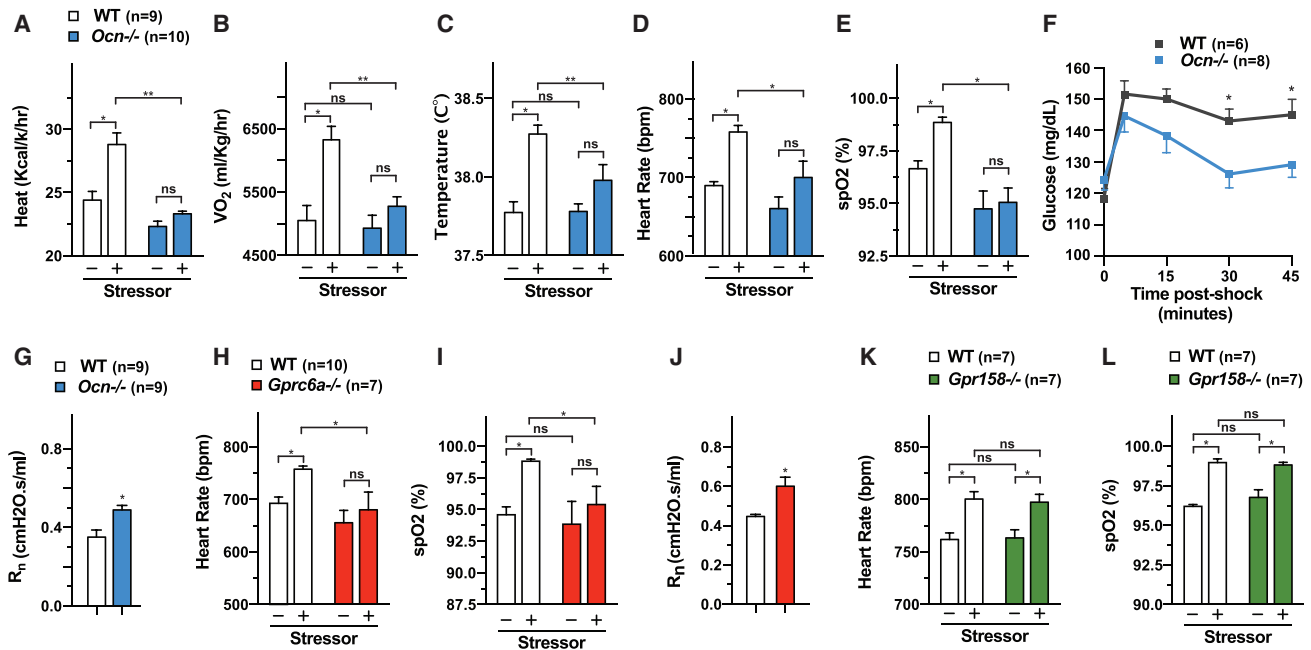 A
WT (n=9)
Ocn-/- (n=10)
Heat (Kcal/k/hr)
35
30
25
20
*
**
ns
− + − +
Stressor
B
VO2 (ml/Kg/hr)
6500
5500
4500
ns
*
**
ns
− + − +
Stressor
C
Temperature (C°)
38.5
38.0
37.5
ns
*
**
ns
− + − +
Stressor
D
Heart Rate (bpm)
800
700
600
*
*
ns
− + − +
Stressor
E
spO2 (%)
100.0
97.5
95.0
92.5
*
*
ns
− + − +
Stressor
F
WT (n=6)
Ocn-/- (n=8)
Glucose (mg/dL)
160
150
140
130
120
110
100
* *
0 15 30 45
Time post-shock
(minutes)
G
WT (n=9)
Ocn-/- (n=9)
Rn (cmH2O.s/ml)
0.8
0.4
0.0
*
H
WT (n=10)
Gprc6a-/- (n=7)
Heart Rate (bpm)
800
700
600
500
*
*
ns
− + − +
Stressor
I
spO2 (%)
100.0
97.5
95.0
92.5
90.0
87.5
ns
*
*
ns
− + − +
Stressor
J
Rn (cmH2O.s/ml)
0.8
0.6
0.4
0.2
0.0
*
K
WT (n=7)
Gpr158-/- (n=7)
Heart Rate (bpm)
850
800
750
700
ns
ns
*
*
− + − +
Stressor
L
WT (n=7)
Gpr158-/- (n=7)
spO2 (%)
100.0
97.5
95.0
92.5
90.0
ns
ns
*
*
− + − +
Stressor